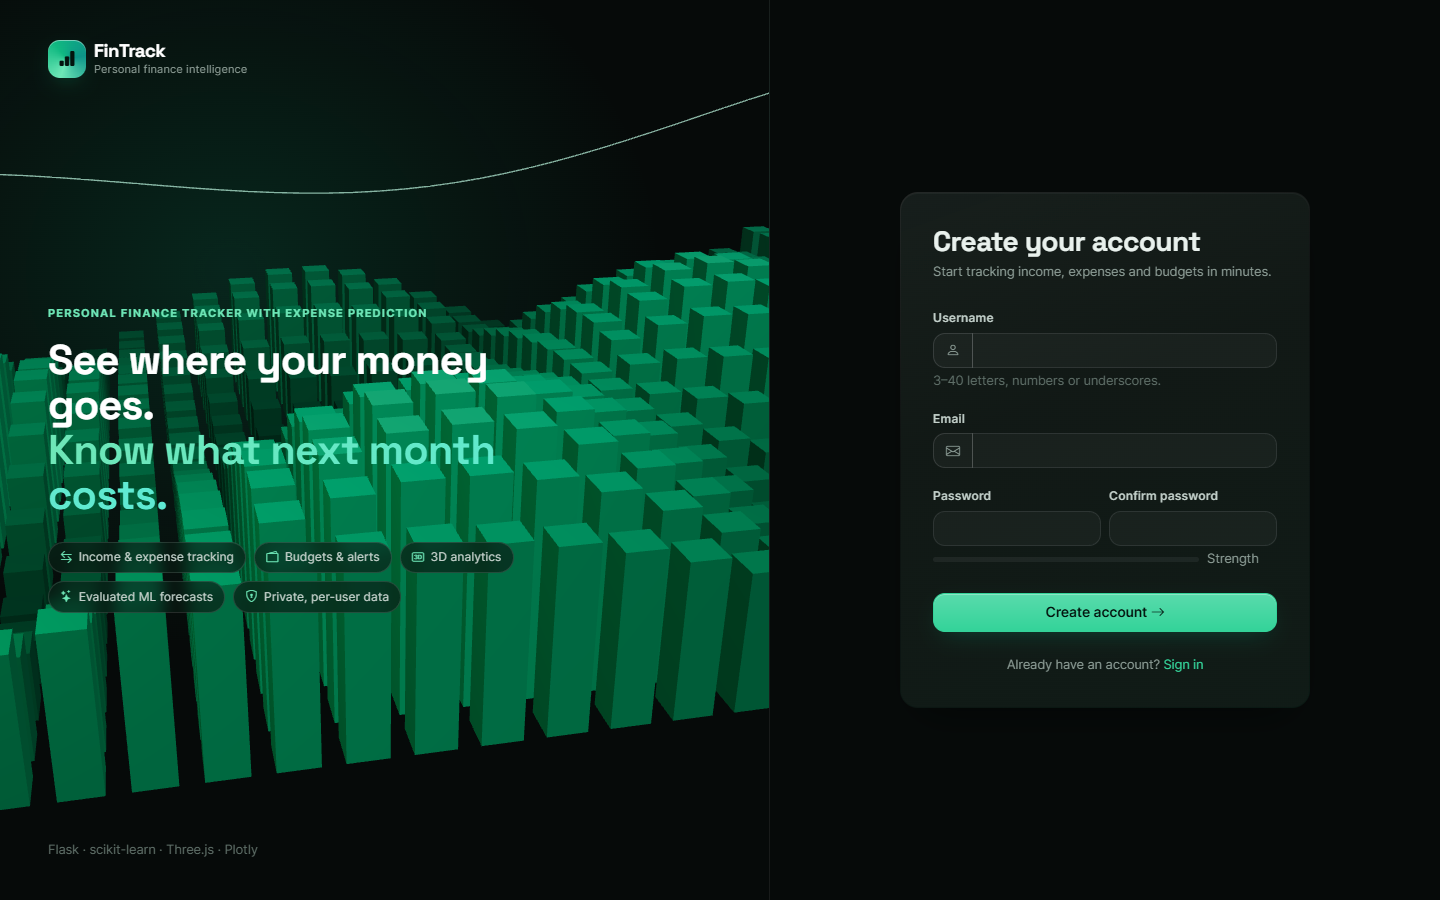 FinTrack
Personal finance intelligence
PERSONAL FINANCE TRACKER WITH EXPENSE PREDICTION
See where your money
goes.
Know what next month
costs.
Income & expense tracking
Budgets & alerts
3D analytics
Evaluated ML forecasts
Private, per-user data
Flask · scikit-learn · Three.js · Plotly
Create your account
Start tracking income, expenses and budgets in minutes.
Username
3–40 letters, numbers or underscores.
Email
Password
Confirm password
Strength
Create account →
Already have an account? Sign in